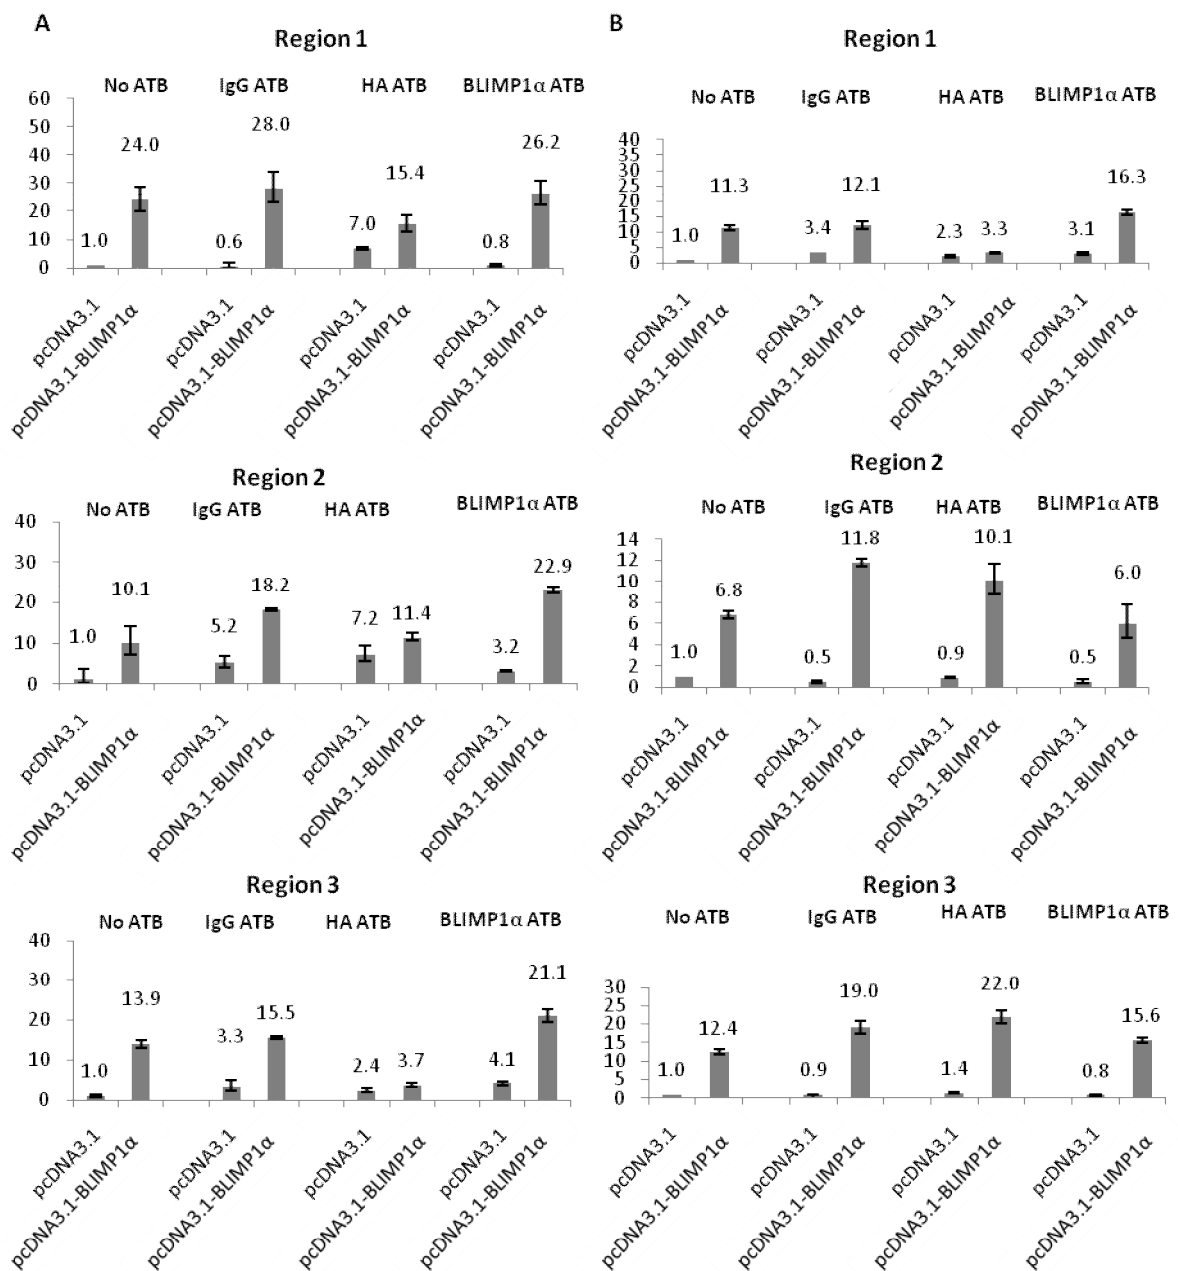 A
Region 1
No ATB IgG ATB HA ATB BLIMP1α ATB
60
50
40
30
20
10
0
1.0 24.0 0.6 28.0 7.0 15.4 0.8 26.2
pcDNA3.1 pcDNA3.1-BLIMP1α pcDNA3.1 pcDNA3.1-BLIMP1α pcDNA3.1 pcDNA3.1-BLIMP1α pcDNA3.1 pcDNA3.1-BLIMP1α
Region 2
No ATB IgG ATB HA ATB BLIMP1α ATB
40
30
20
10
0
1.0 10.1 5.2 18.2 7.2 11.4 3.2 22.9
pcDNA3.1 pcDNA3.1-BLIMP1α pcDNA3.1 pcDNA3.1-BLIMP1α pcDNA3.1 pcDNA3.1-BLIMP1α pcDNA3.1 pcDNA3.1-BLIMP1α
Region 3
No ATB IgG ATB HA ATB BLIMP1α ATB
40
30
20
10
0
1.0 13.9 3.3 15.5 2.4 3.7 4.1 21.1
pcDNA3.1 pcDNA3.1-BLIMP1α pcDNA3.1 pcDNA3.1-BLIMP1α pcDNA3.1 pcDNA3.1-BLIMP1α pcDNA3.1 pcDNA3.1-BLIMP1α
B
Region 1
No ATB IgG ATB HA ATB BLIMP1α ATB
40
35
30
25
20
15
10
5
0
1.0 11.3 3.4 12.1 2.3 3.3 3.1 16.3
pcDNA3.1 pcDNA3.1-BLIMP1α pcDNA3.1 pcDNA3.1-BLIMP1α pcDNA3.1 pcDNA3.1-BLIMP1α pcDNA3.1 pcDNA3.1-BLIMP1α
Region 2
No ATB IgG ATB HA ATB BLIMP1α ATB
14
12
10
8
6
4
2
0
1.0 6.8 0.5 11.8 0.9 10.1 0.5 6.0
pcDNA3.1 pcDNA3.1-BLIMP1α pcDNA3.1 pcDNA3.1-BLIMP1α pcDNA3.1 pcDNA3.1-BLIMP1α pcDNA3.1 pcDNA3.1-BLIMP1α
Region 3
No ATB IgG ATB HA ATB BLIMP1α ATB
30
25
20
15
10
5
0
1.0 12.4 0.9 19.0 1.4 22.0 0.8 15.6
pcDNA3.1 pcDNA3.1-BLIMP1α pcDNA3.1 pcDNA3.1-BLIMP1α pcDNA3.1 pcDNA3.1-BLIMP1α pcDNA3.1 pcDNA3.1-BLIMP1α